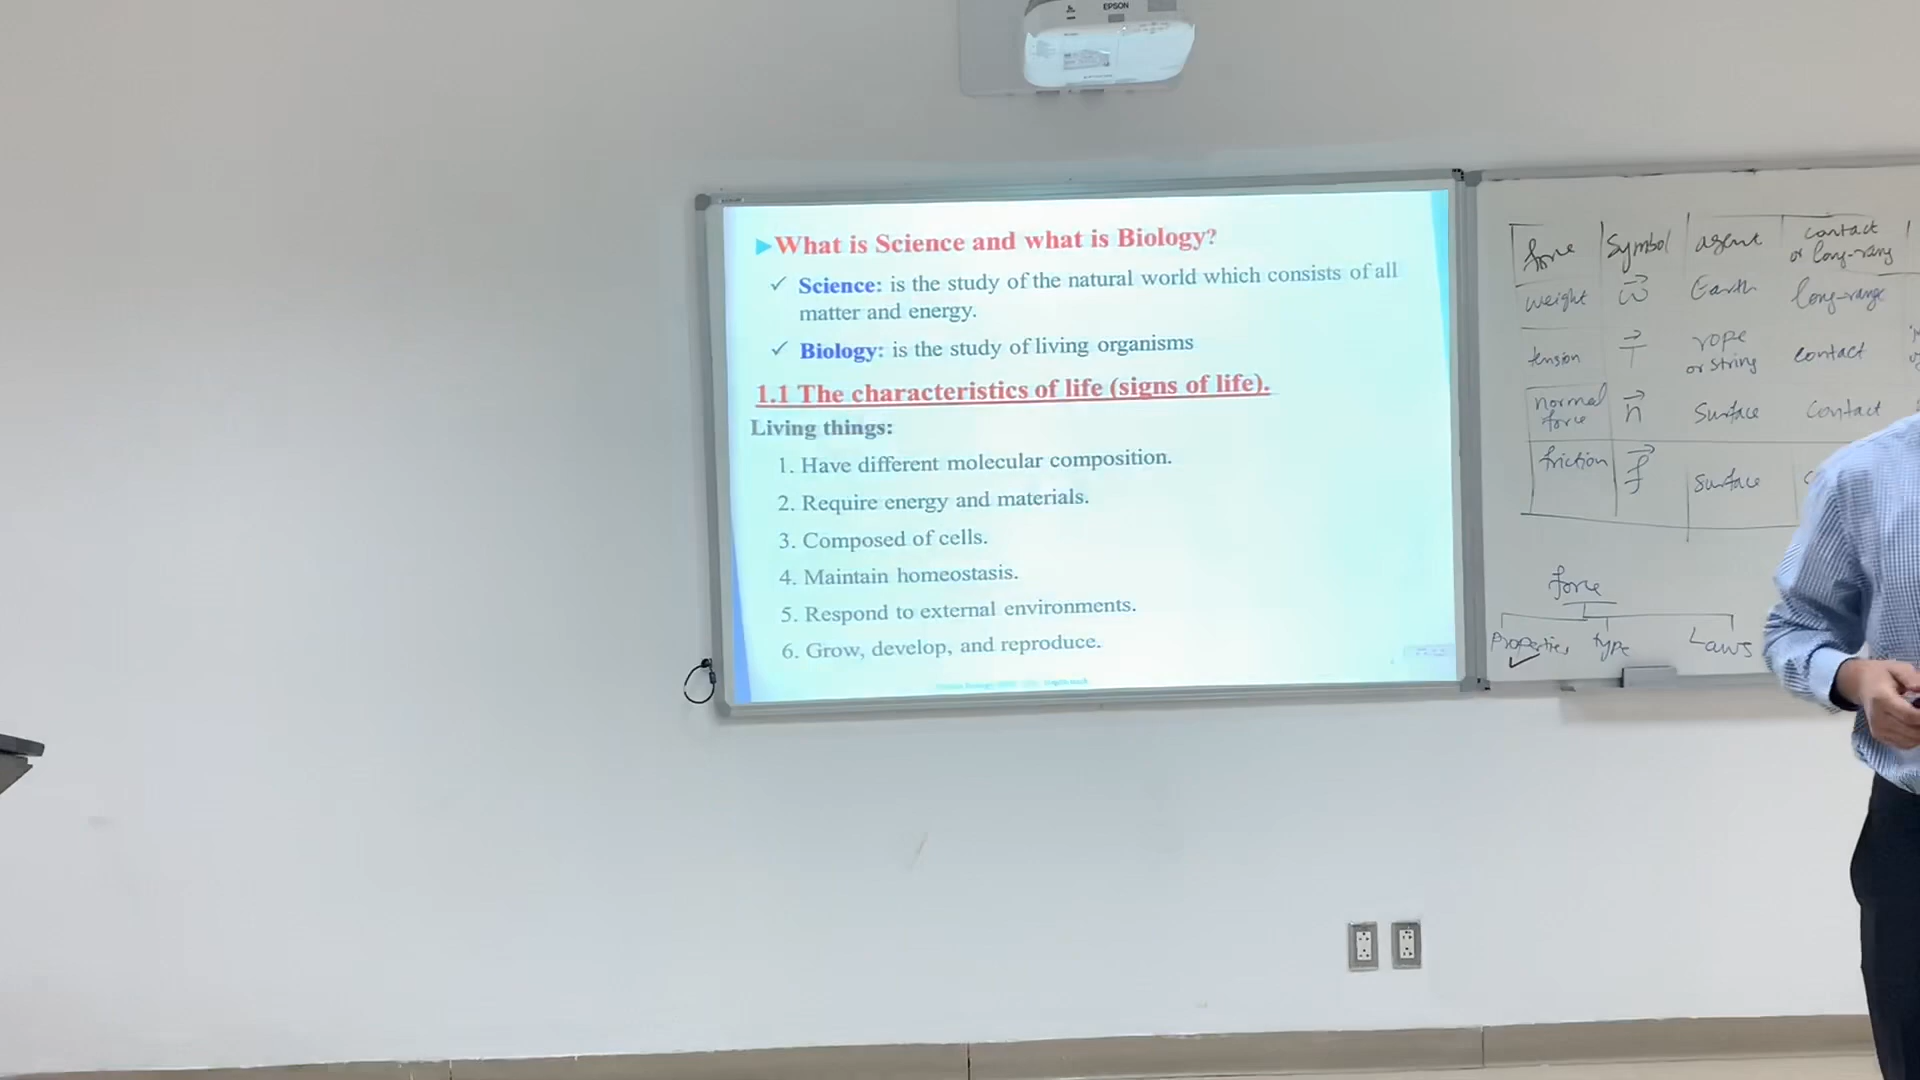 EPSON
►What is Science and what is Biology?
✓ Science: is the study of the natural world which consists of all
matter and energy.
✓ Biology: is the study of living organisms
1.1 The characteristics of life (signs of life).
Living things:
1. Have different molecular composition.
2. Require energy and materials.
3. Composed of cells.
4. Maintain homeostasis.
5. Respond to external environments.
6. Grow, develop, and reproduce.
force Symbol agent contact
or long-rang
weight w Earth long-range
tension T rope
or string contact
normal
force n Surface Contact
friction f surface
force
Properties type Laws